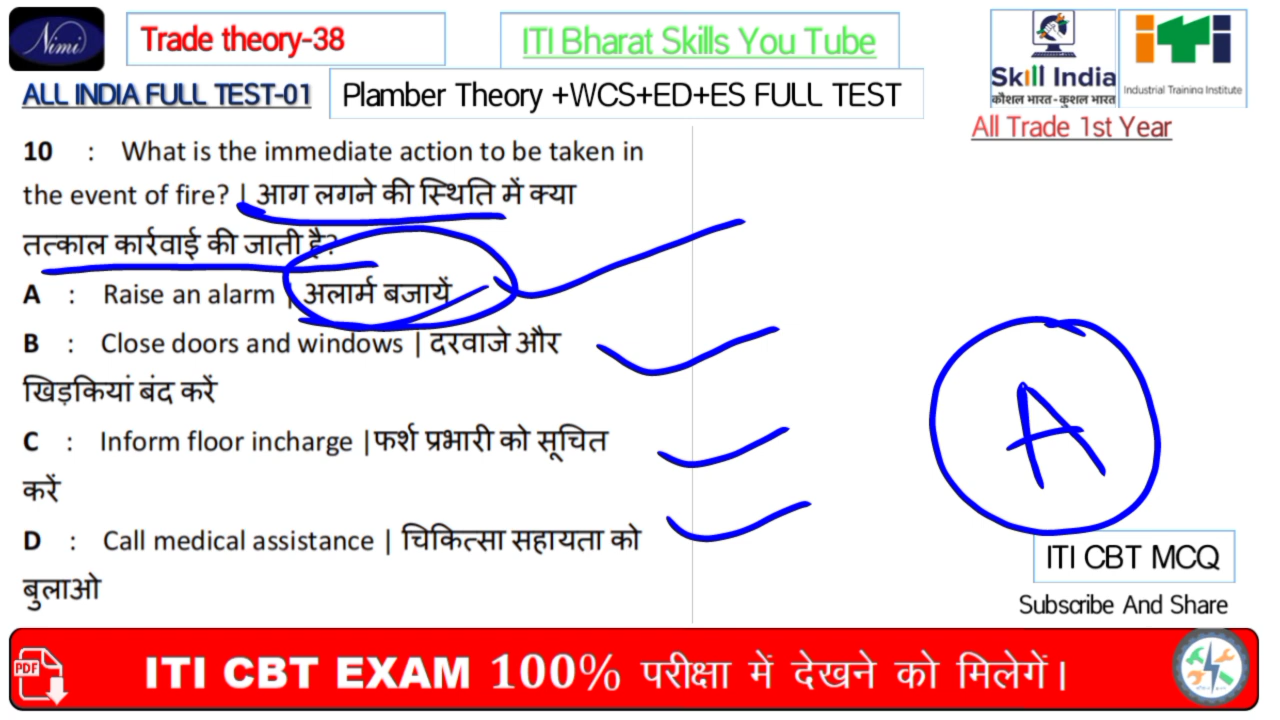 Nimi
Trade theory-38
ITI Bharat Skills You Tube
Skill India
कौशल भारत-कुशल भारत
iTi
Industrial Training Institute
ALL INDIA FULL TEST-01
Plamber Theory +WCS+ED+ES FULL TEST
All Trade 1st Year
10 : What is the immediate action to be taken in
the event of fire? | आग लगने की स्थिति में क्या
तत्काल कार्रवाई की जाती है?
A : Raise an alarm | अलार्म बजायें
B : Close doors and windows | दरवाजे और
खिड़कियां बंद करें
C : Inform floor incharge |फर्श प्रभारी को सूचित
करें
D : Call medical assistance | चिकित्सा सहायता को
बुलाओ
A
ITI CBT MCQ
Subscribe And Share
PDF
ITI CBT EXAM 100% परीक्षा में देखने को मिलेगें।